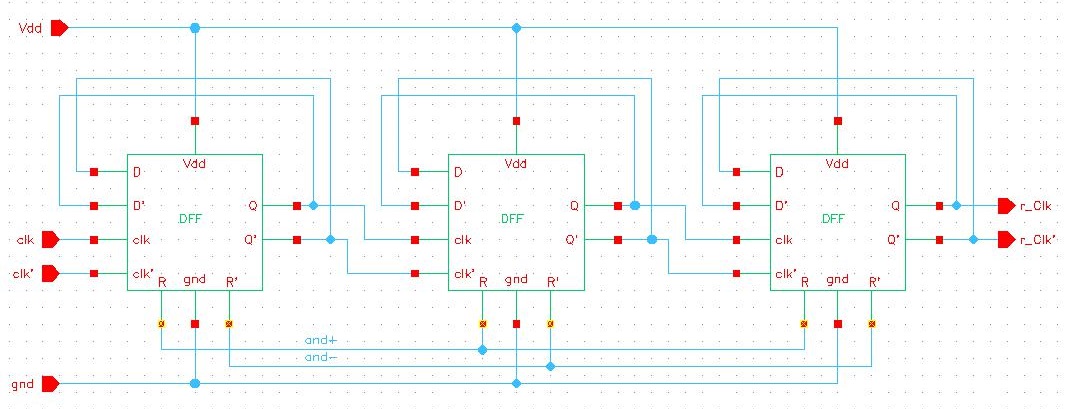 Vdd
Vdd Vdd Vdd
D D D
D' D' D'
DFF DFF DFF
Q Q Q r_Clk
clk clk clk clk
Q' Q' Q' r_Clk'
clk' clk' clk' clk'
R gnd R' R gnd R' R gnd R'
and+
and-
gnd